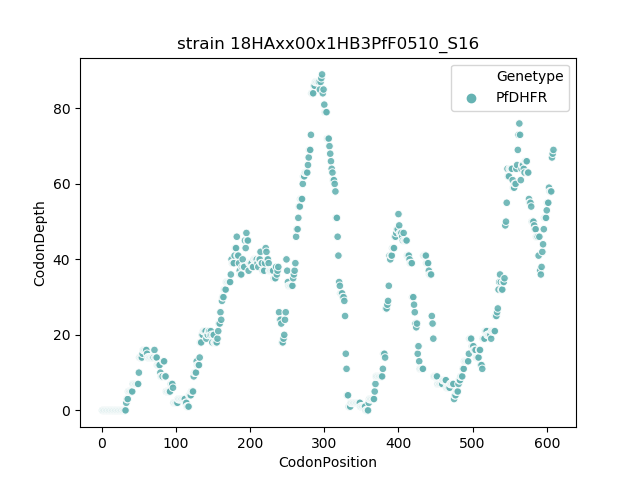 strain 18HAxx00x1HB3PfF0510_S16
Genetype
PfDHFR
CodonDepth
80
60
40
20
0
0 100 200 300 400 500 600
CodonPosition